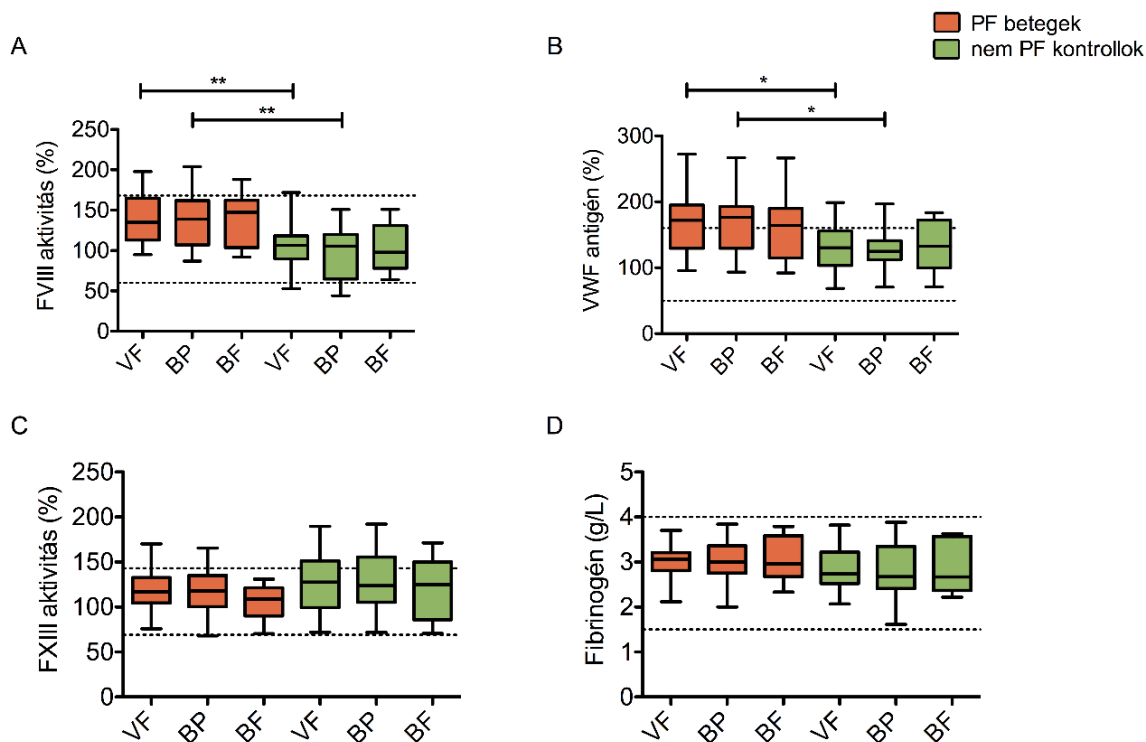 PF betegek
nem PF kontrollok
A
**
**
FVIII aktivitás (%)
250
200
150
100
50
0
VF
BP
BF
VF
BP
BF
B
*
*
VWF antigén (%)
300
200
100
0
VF
BP
BF
VF
BP
BF
C
FXIII aktivitás (%)
250
200
150
100
50
0
VF
BP
BF
VF
BP
BF
D
Fibrinogén (g/L)
5
4
3
2
1
0
VF
BP
BF
VF
BP
BF